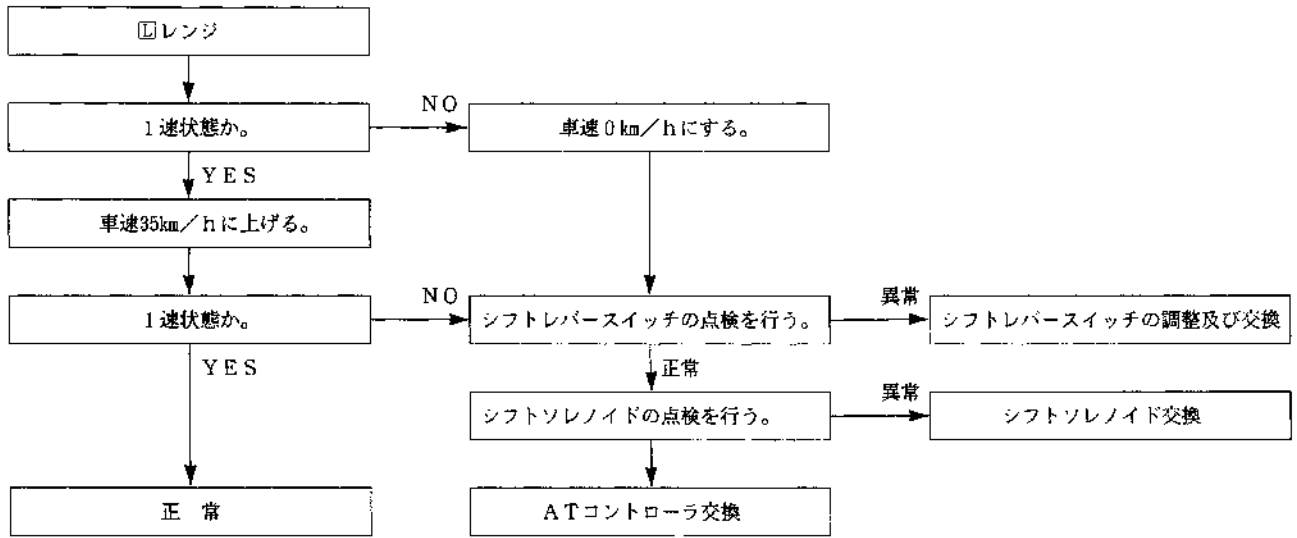 🄻レンジ
1速状態か。
NO
車速0km/hにする。
YES
車速35km/hに上げる。
1速状態か。
NO
シフトレバースイッチの点検を行う。
異常
シフトレバースイッチの調整及び交換
YES
正常
シフトソレノイドの点検を行う。
異常
シフトソレノイド交換
正 常
ATコントローラ交換